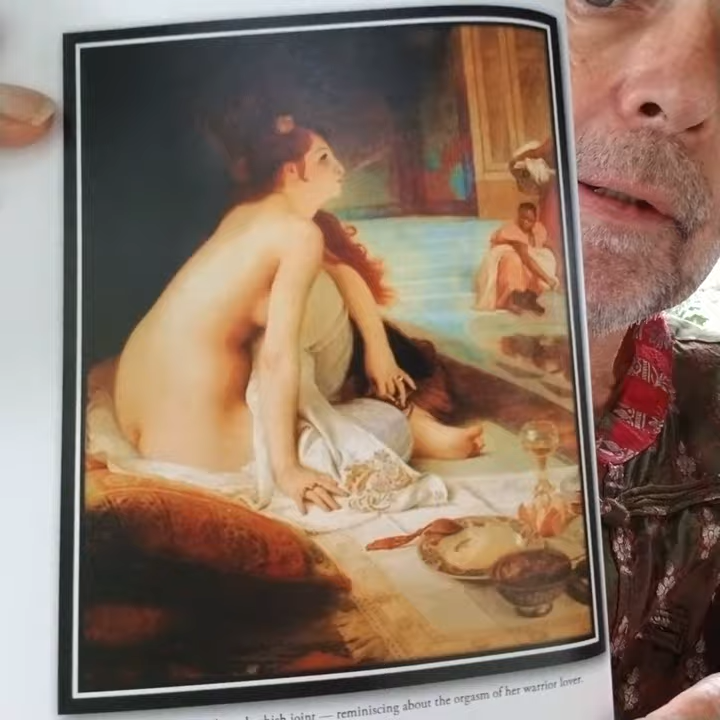 joint — reminiscing about the orgasm of her warrior lover.